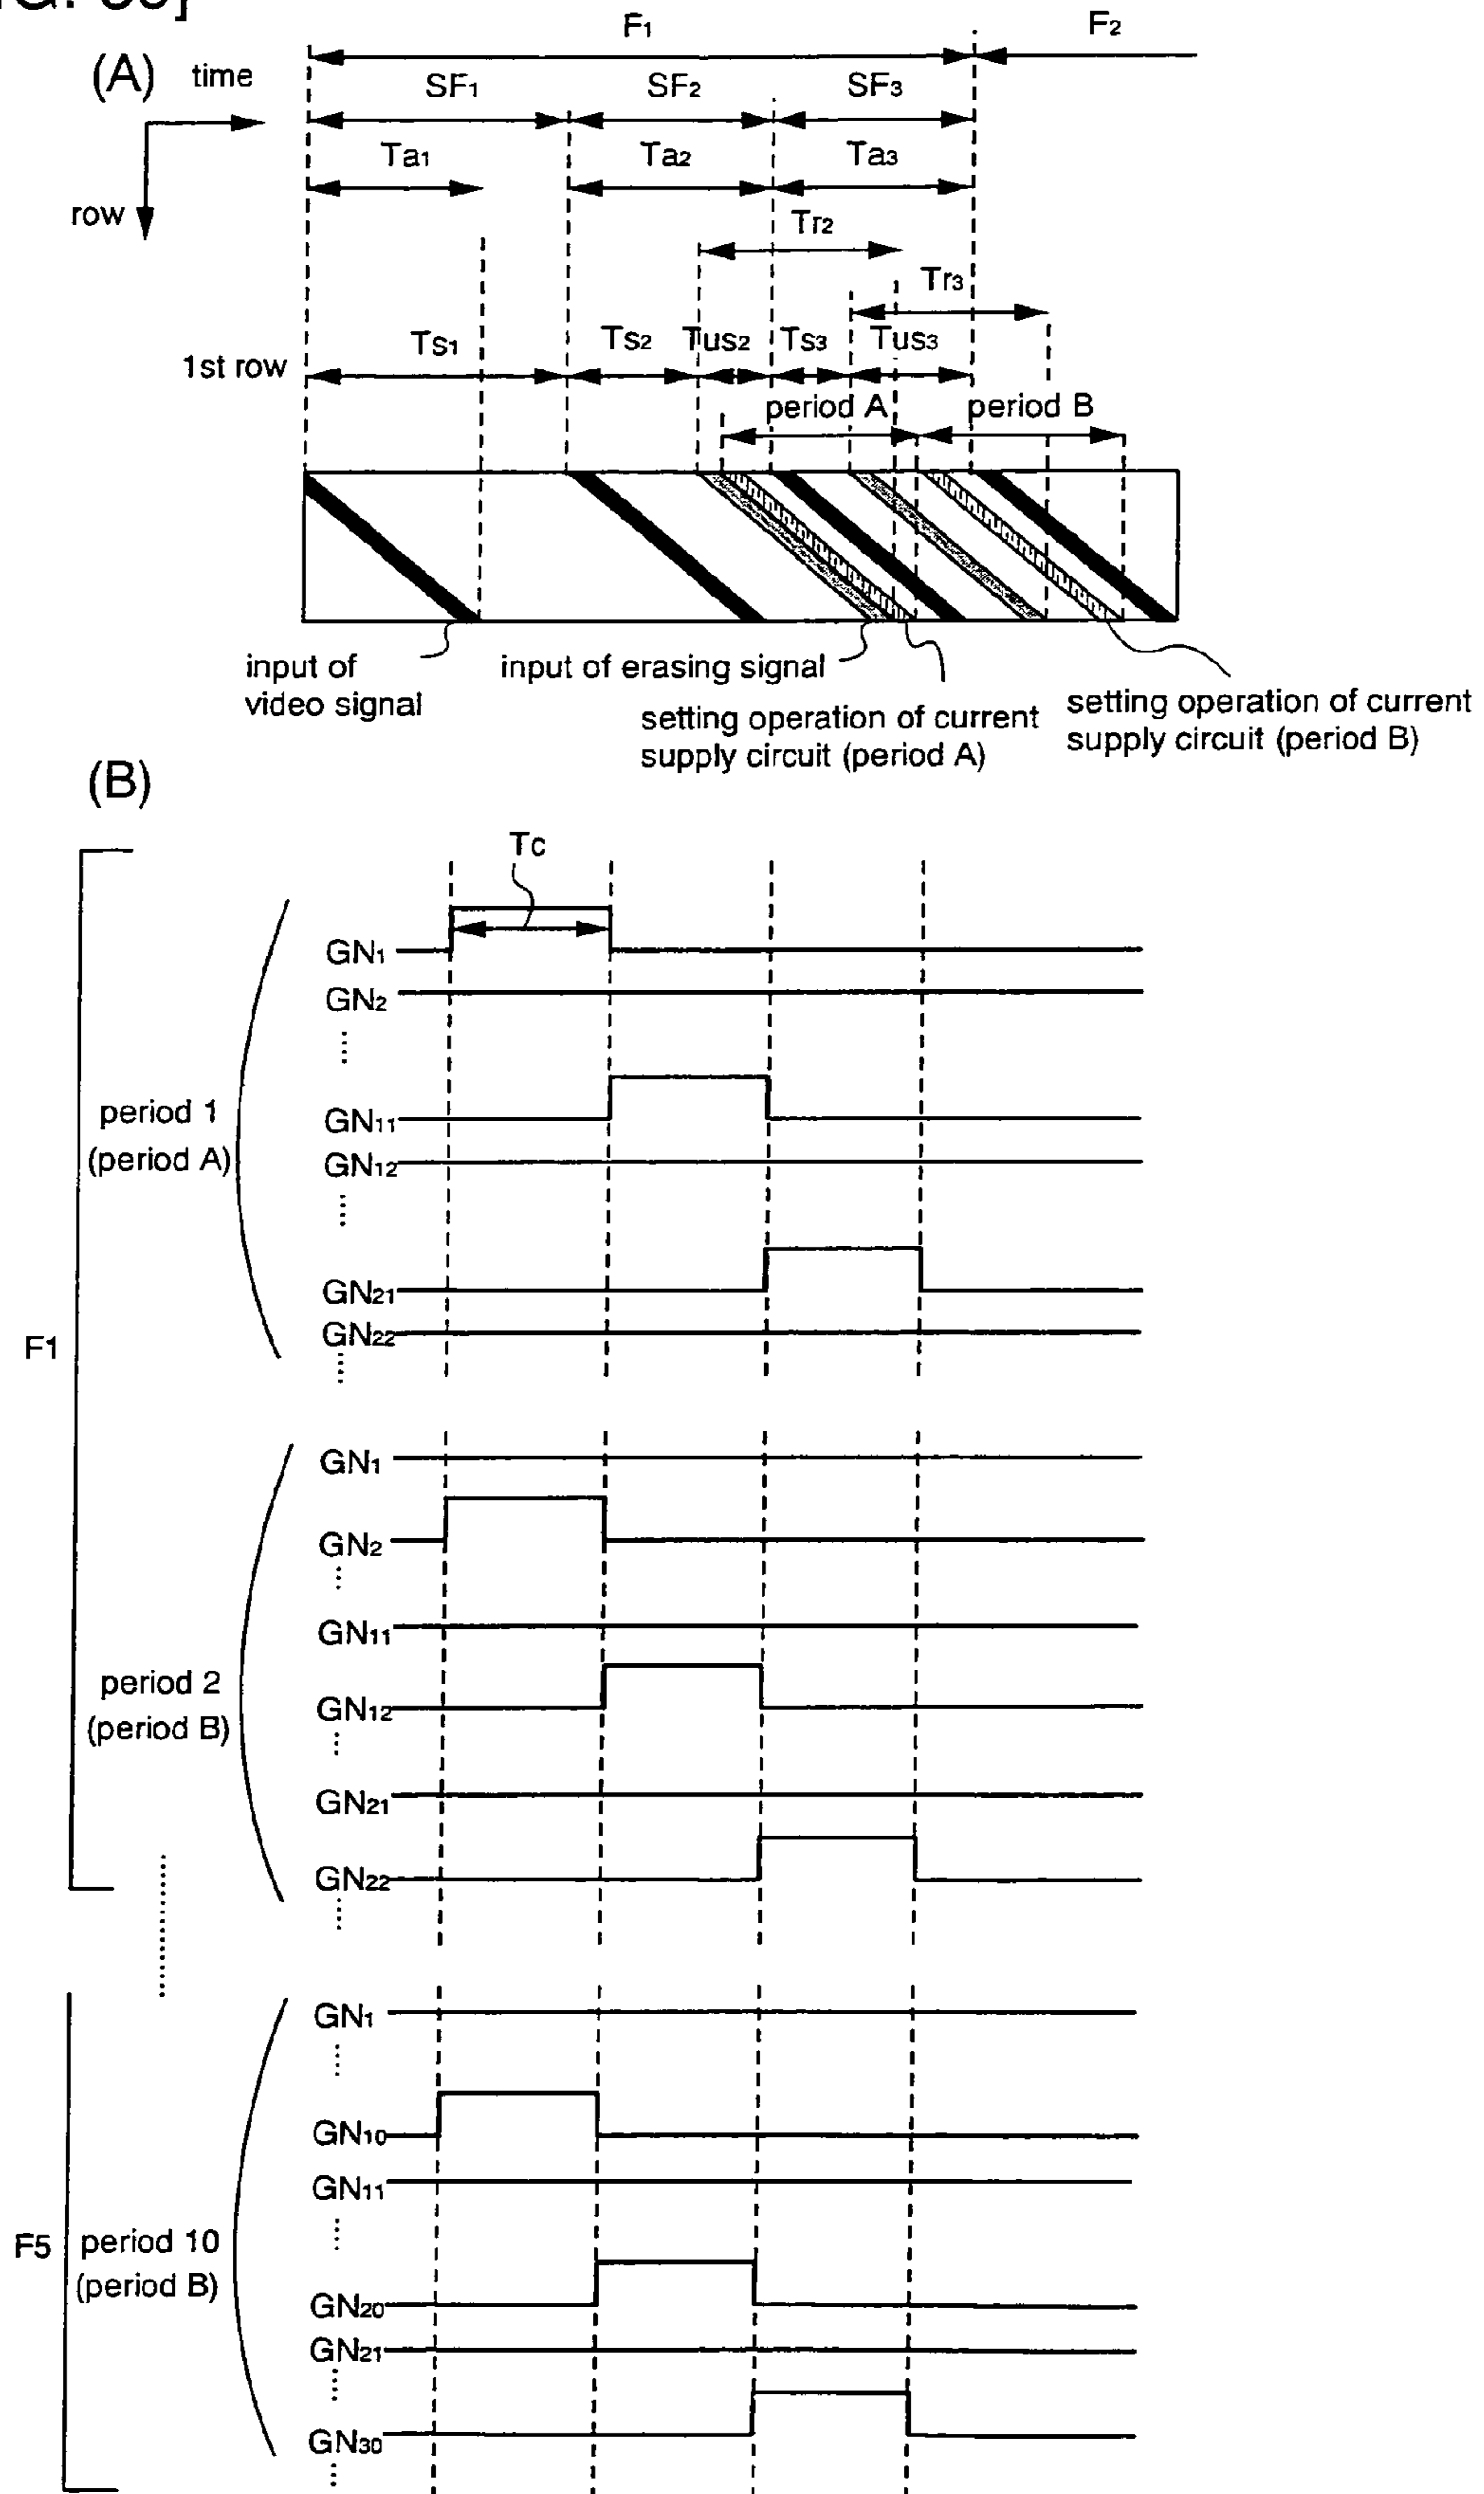 F1 F2
(A) time
SF1 SF2 SF3
Ta1 Ta2 Ta3
row
Tr2
Tr3
1st row Ts1 Ts2 Tus2 Ts3 Tus3
period A period B
input of
video signal
input of erasing signal
setting operation of current
supply circuit (period A)
setting operation of current
supply circuit (period B)
(B)
Tc
GN1
GN2
period 1
(period A)
GN11
GN12
GN21
GN22
F1
GN1
GN2
GN11
period 2
(period B)
GN12
GN21
GN22
GN1
GN10
GN11
F5 period 10
(period B)
GN20
GN21
GN30